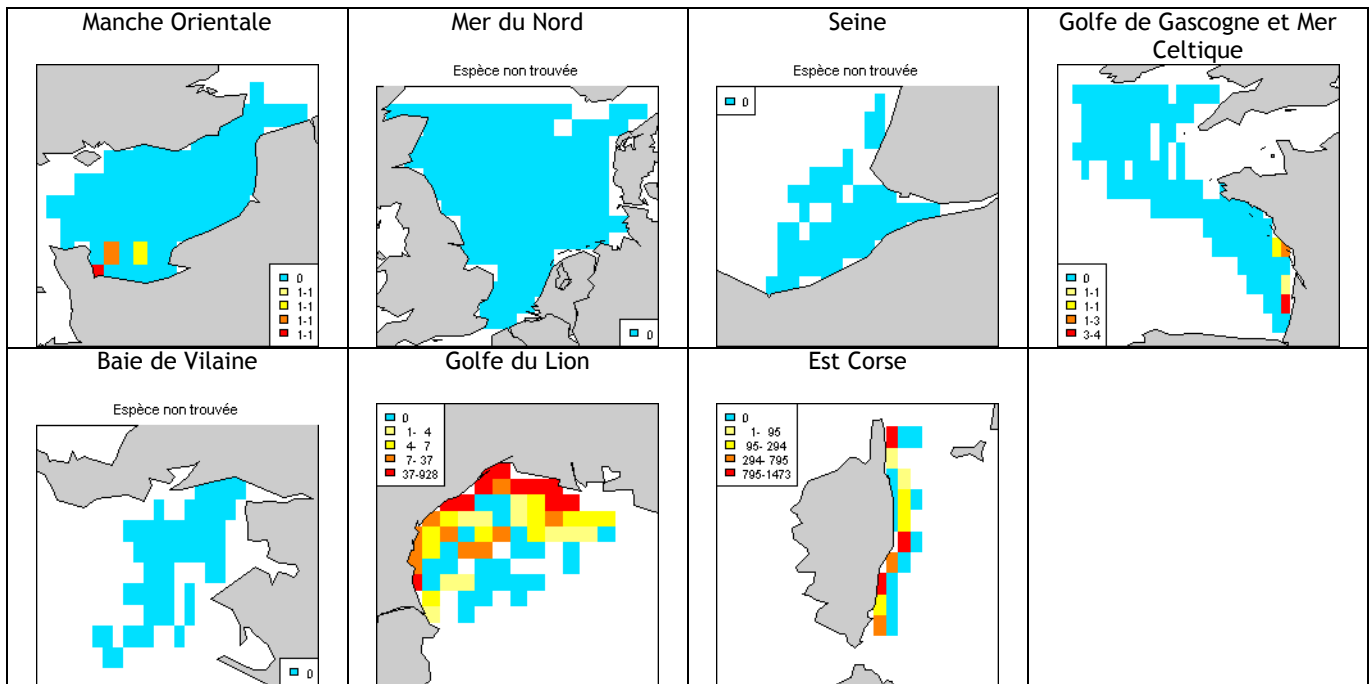 Manche Orientale
0
1-1
1-1
1-1
1-1
Mer du Nord
Espèce non trouvée
0
Seine
Espèce non trouvée
0
Golfe de Gascogne et Mer
Celtique
0
1-1
1-1
1-3
3-4
Baie de Vilaine
Espèce non trouvée
0
Golfe du Lion
0
1- 4
4- 7
7- 37
37-928
Est Corse
0
1- 95
95- 294
294- 795
795-1473